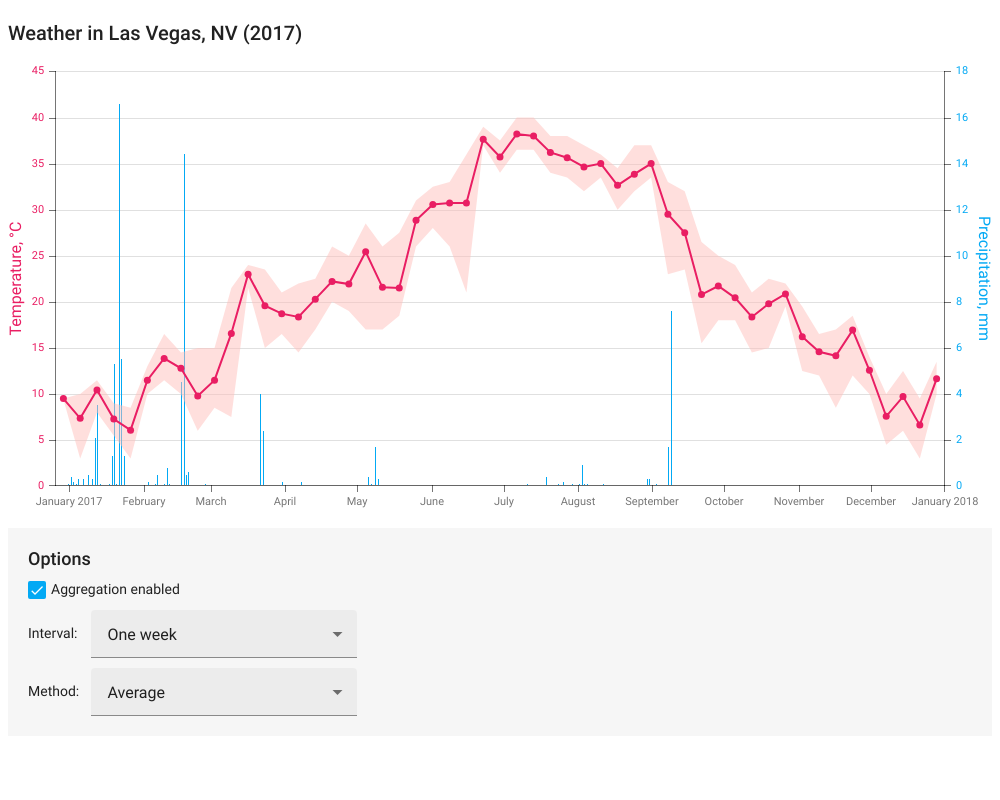 Weather in Las Vegas, NV (2017)
45
40
35
30
25
20
15
10
5
0
Temperature, °C
18
16
14
12
10
8
6
4
2
0
Precipitation, mm
January 2017 February March April May June July August September October November December January 2018
Options
Aggregation enabled
Interval: One week
Method: Average